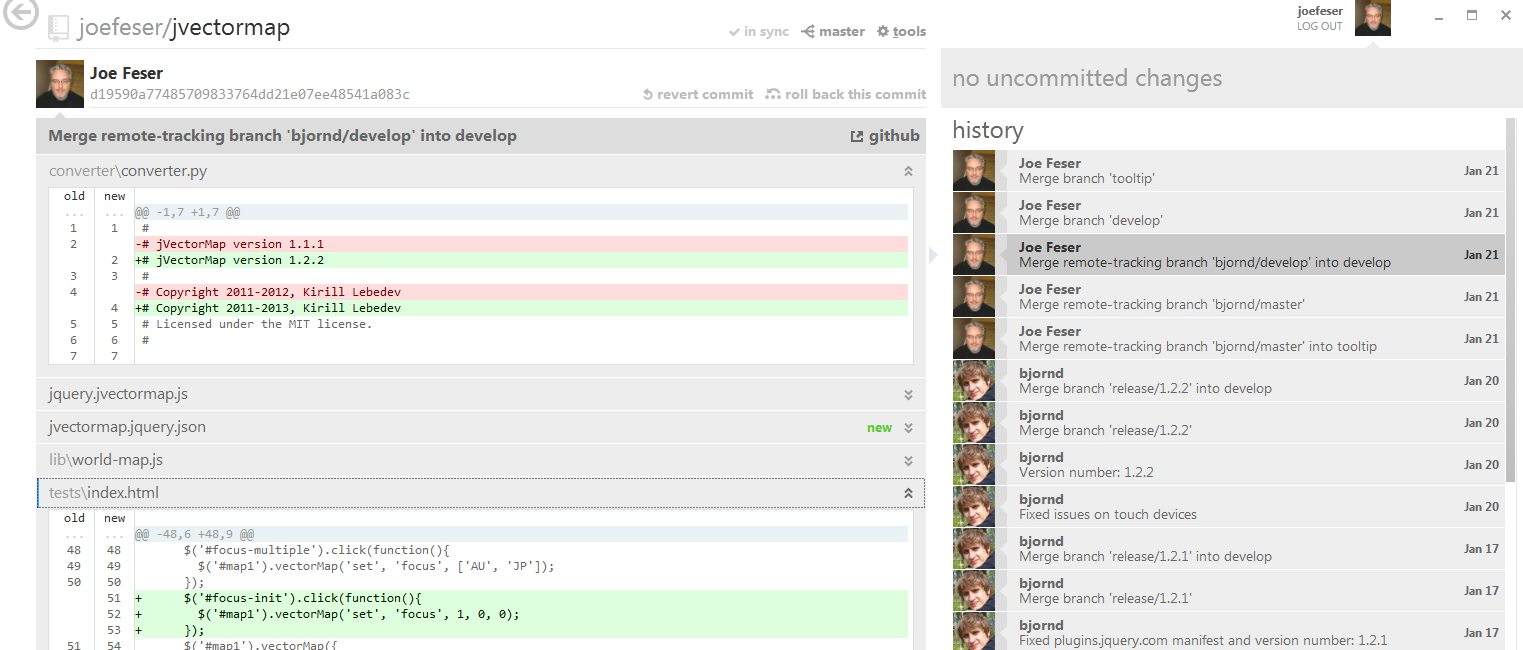 joefeser/jvectormap
in sync master tools
joefeser
LOG OUT
Joe Feser
d19590a77485709833764dd21e07ee48541a083c
revert commit roll back this commit
Merge remote-tracking branch 'bjornd/develop' into develop
github
converter\converter.py
old new
... ... @@ -1,7 +1,7 @@
1 1 #
2 -# jVectorMap version 1.1.1
2 +# jVectorMap version 1.2.2
3 3 #
4 -# Copyright 2011-2012, Kirill Lebedev
4 +# Copyright 2011-2013, Kirill Lebedev
5 5 # Licensed under the MIT license.
6 6 #
7 7
jquery.jvectormap.js
jvectormap.jquery.json new
lib\world-map.js
tests\index.html
old new
... ... @@ -48,6 +48,9 @@
48 48 $('#focus-multiple').click(function(){
49 49 $('#map1').vectorMap('set', 'focus', ['AU', 'JP']);
50 50 });
51 + $('#focus-init').click(function(){
52 + $('#map1').vectorMap('set', 'focus', 1, 0, 0);
53 + });
51 54 $('#map1').vectorMap({
no uncommitted changes
history
Joe Feser
Merge branch 'tooltip'
Jan 21
Joe Feser
Merge branch 'develop'
Jan 21
Joe Feser
Merge remote-tracking branch 'bjornd/develop' into develop
Jan 21
Joe Feser
Merge remote-tracking branch 'bjornd/master'
Jan 21
Joe Feser
Merge remote-tracking branch 'bjornd/master' into tooltip
Jan 21
bjornd
Merge branch 'release/1.2.2' into develop
Jan 20
bjornd
Merge branch 'release/1.2.2'
Jan 20
bjornd
Version number: 1.2.2
Jan 20
bjornd
Fixed issues on touch devices
Jan 20
bjornd
Merge branch 'release/1.2.1' into develop
Jan 17
bjornd
Merge branch 'release/1.2.1'
Jan 17
bjornd
Fixed plugins.jquery.com manifest and version number: 1.2.1
Jan 17